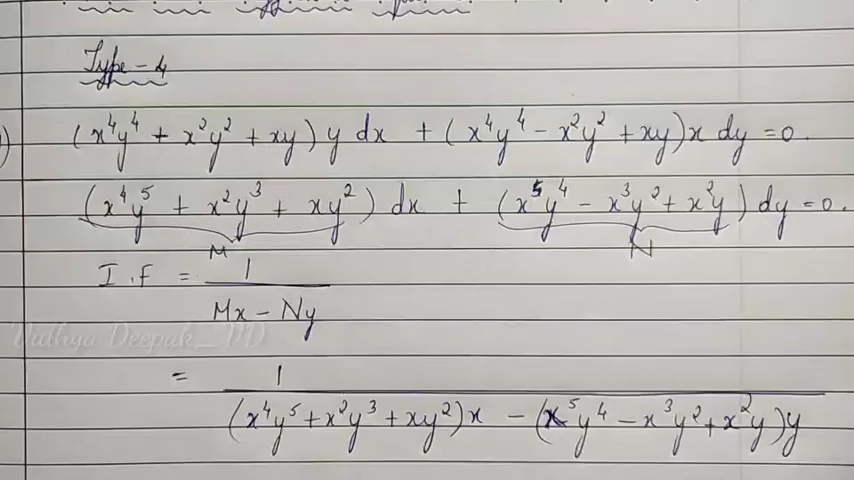 Type - 4
(x⁴y⁴ + x²y² + xy) y dx + (x⁴y⁴ - x²y² + xy) x dy = 0.
(x⁴y⁵ + x²y³ + xy²) dx + (x⁵y⁴ - x³y² + x²y) dy = 0.
M N
I.F = 1 / (Mx - Ny)
= 1 / ((x⁴y⁵ + x²y³ + xy²)x - (x⁵y⁴ - x³y² + x²y)y)